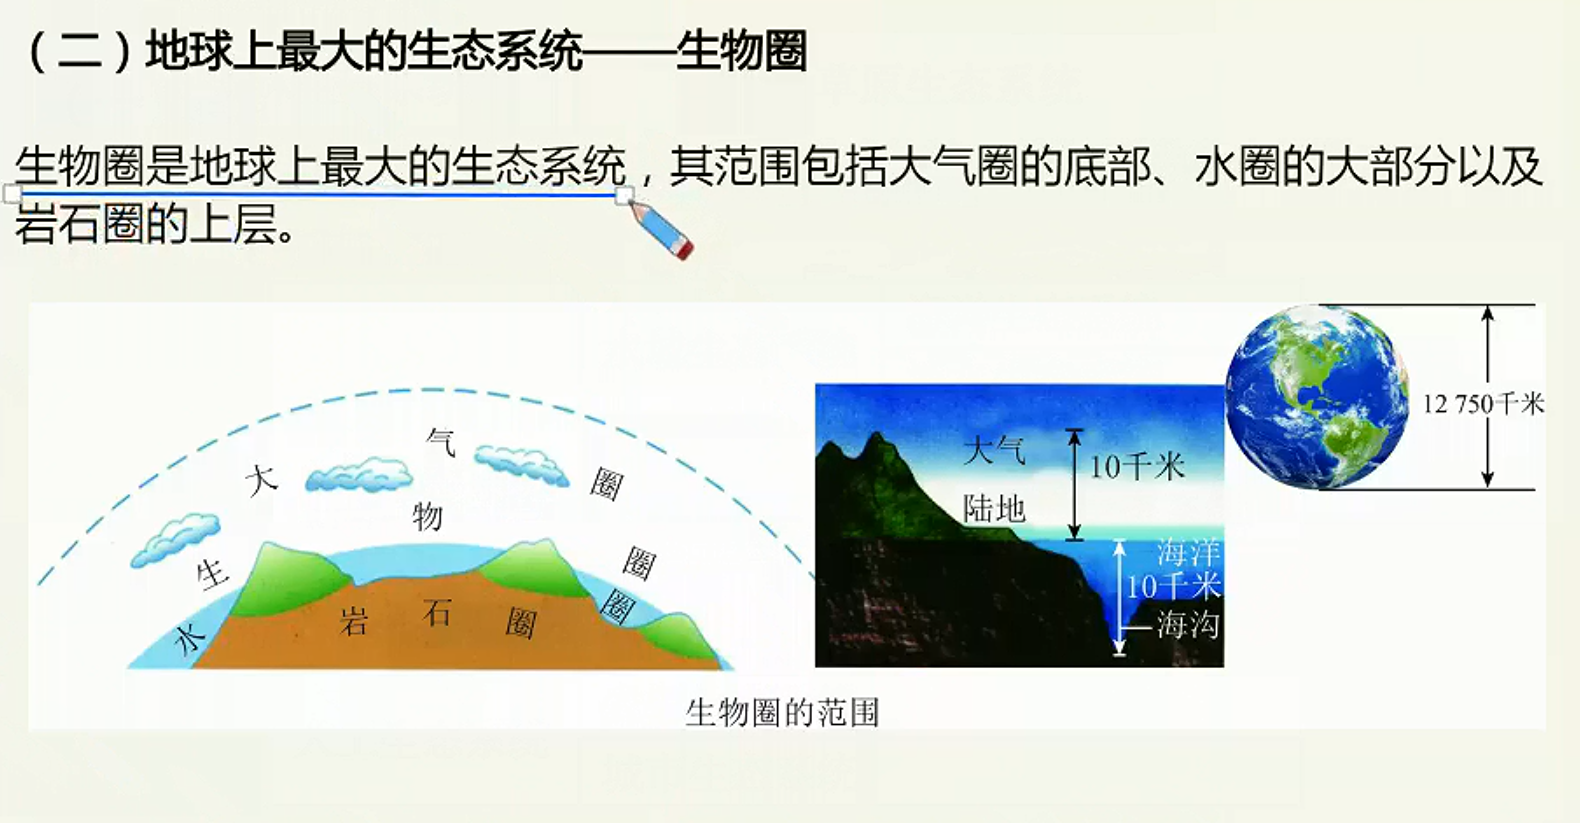 （二）地球上最大的生态系统——生物圈
生物圈是地球上最大的生态系统，其范围包括大气圈的底部、水圈的大部分以及
岩石圈的上层。
大气圈
生物圈
水圈
岩石圈
大气
10千米
陆地
海洋
10千米
海沟
12 750千米
生物圈的范围